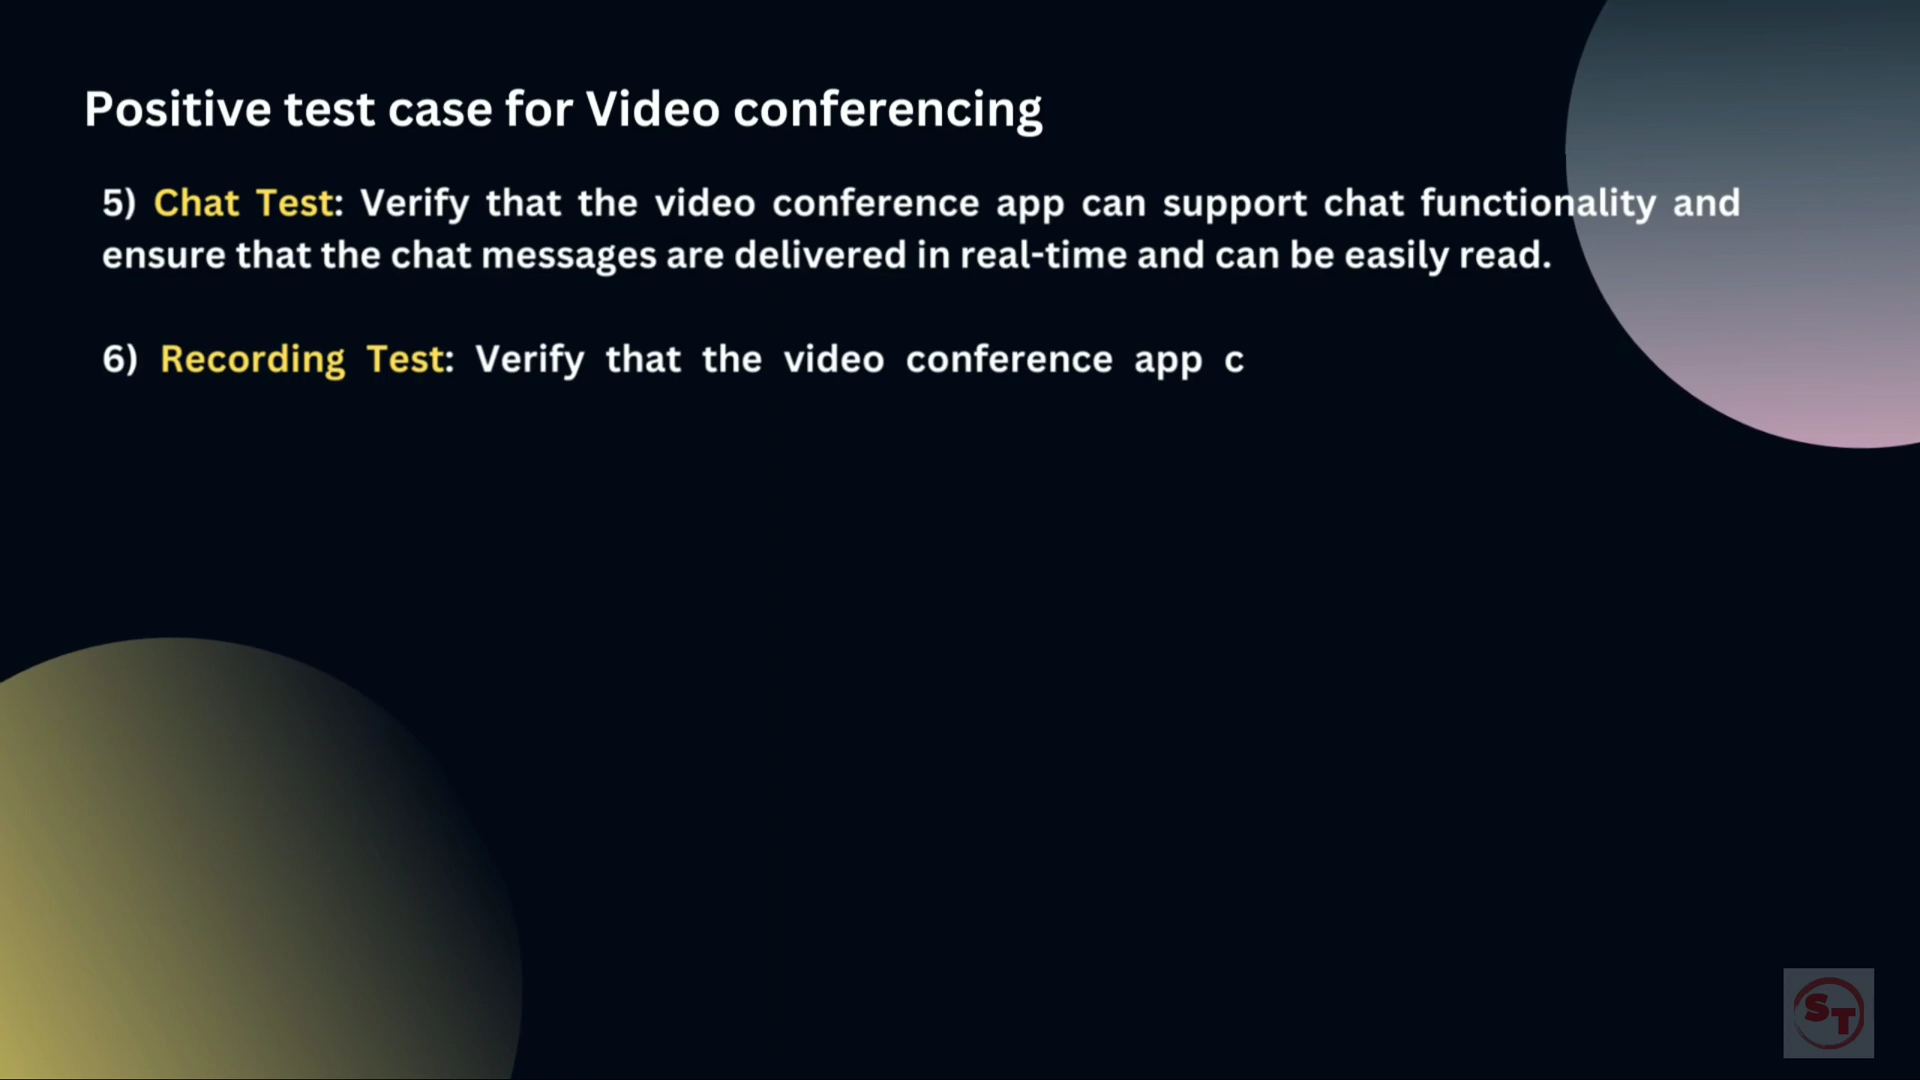 Positive test case for Video conferencing
5) Chat Test: Verify that the video conference app can support chat functionality and
ensure that the chat messages are delivered in real-time and can be easily read.
6) Recording Test: Verify that the video conference app c
ST